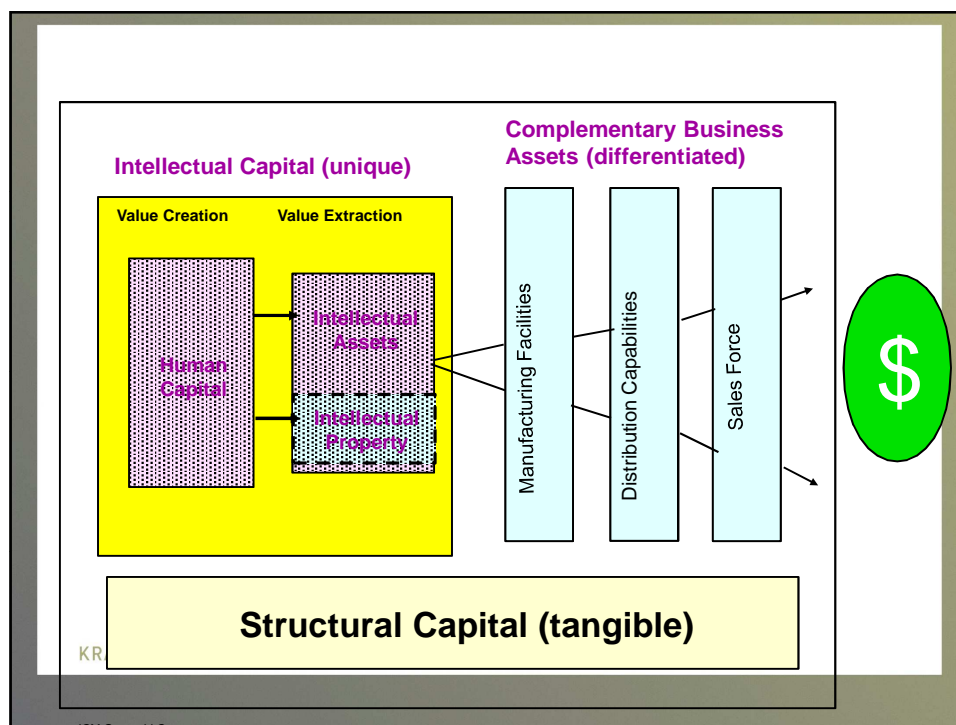 Complementary Business
Assets (differentiated)
Intellectual Capital (unique)
Value Creation
Value Extraction
Human
Capital
Intellectual
Assets
Intellectual
Property
Manufacturing Facilities
Distribution Capabilities
Sales Force
$
Structural Capital (tangible)